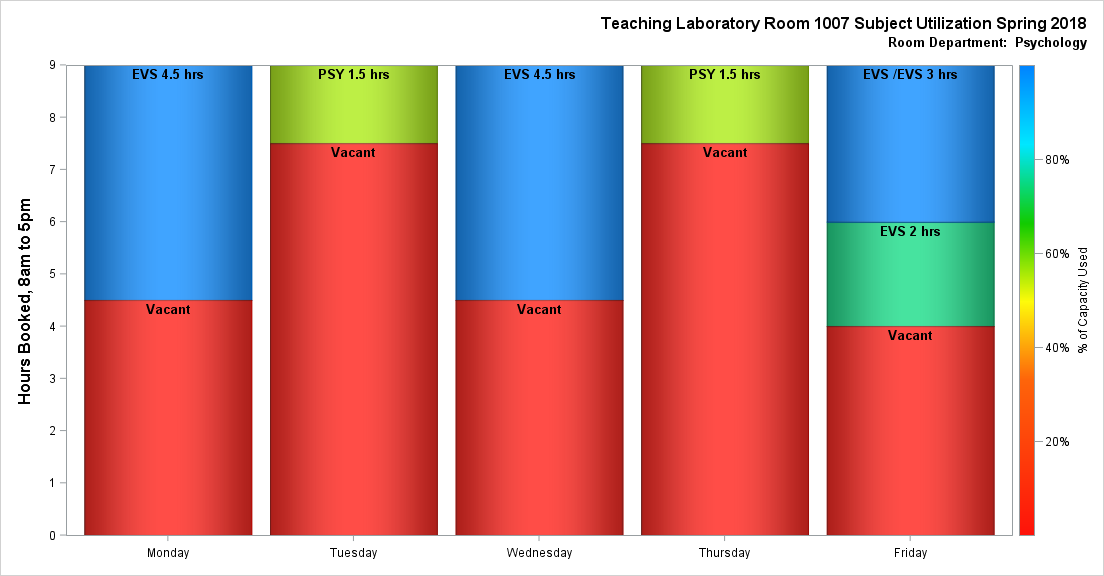 Teaching Laboratory Room 1007 Subject Utilization Spring 2018
Room Department:  Psychology
Hours Booked, 8am to 5pm
9
8
7
6
5
4
3
2
1
0
EVS 4.5 hrs
Vacant
PSY 1.5 hrs
Vacant
EVS 4.5 hrs
Vacant
PSY 1.5 hrs
Vacant
EVS /EVS 3 hrs
EVS 2 hrs
Vacant
Monday
Tuesday
Wednesday
Thursday
Friday
80%
60%
40%
20%
% of Capacity Used